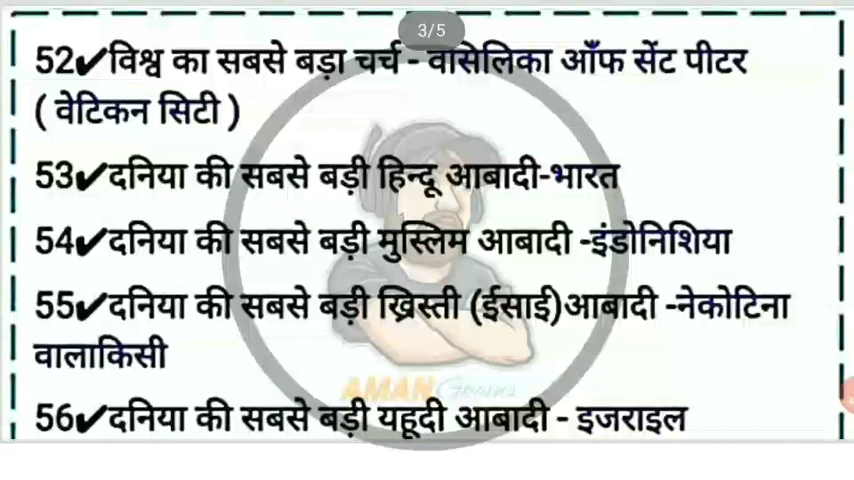 3/5
52✔विश्व का सबसे बड़ा चर्च - वासिलिका ऑंफ सेंट पीटर
( वेटिकन सिटी )
53✔दनिया की सबसे बड़ी हिन्दू आबादी-भारत
54✔दनिया की सबसे बड़ी मुस्लिम आबादी -इंडोनिशिया
55✔दनिया की सबसे बड़ी ख्रिस्ती (ईसाई)आबादी -नेकोटिना
वालाकिसी
AMAN
56✔दनिया की सबसे बड़ी यहूदी आबादी - इजराइल